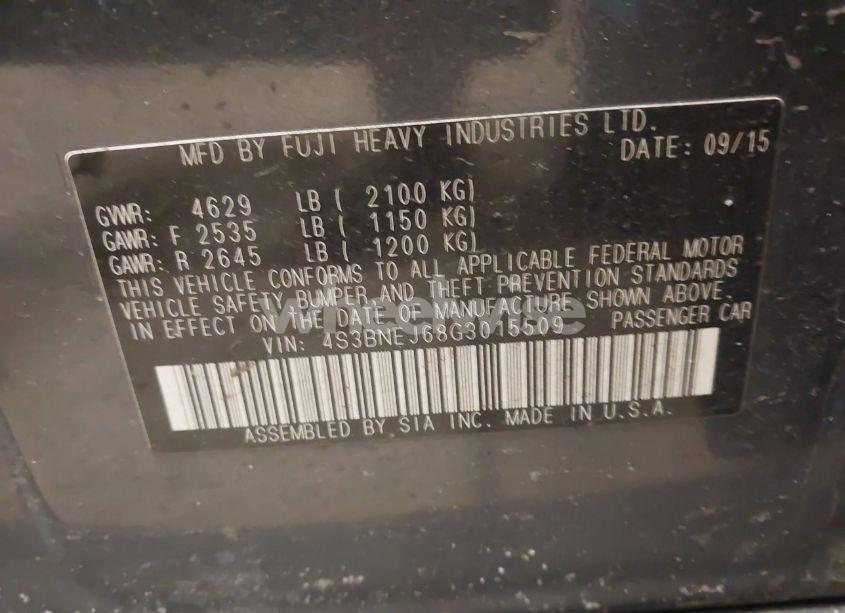 MFD BY FUJI HEAVY INDUSTRIES LTD.
DATE: 09/15
GVWR: 4629 LB ( 2100 KG)
GAWR: F 2535 LB ( 1150 KG)
GAWR: R 2645 LB ( 1200 KG)
THIS VEHICLE CONFORMS TO ALL APPLICABLE FEDERAL MOTOR
VEHICLE SAFETY BUMPER AND THEFT PREVENTION STANDARDS
IN EFFECT ON THE DATE OF MANUFACTURE SHOWN ABOVE.
VIN: 4S3BNEJ68G3015509 PASSENGER CAR
ASSEMBLED BY SIA INC. MADE IN U.S.A.